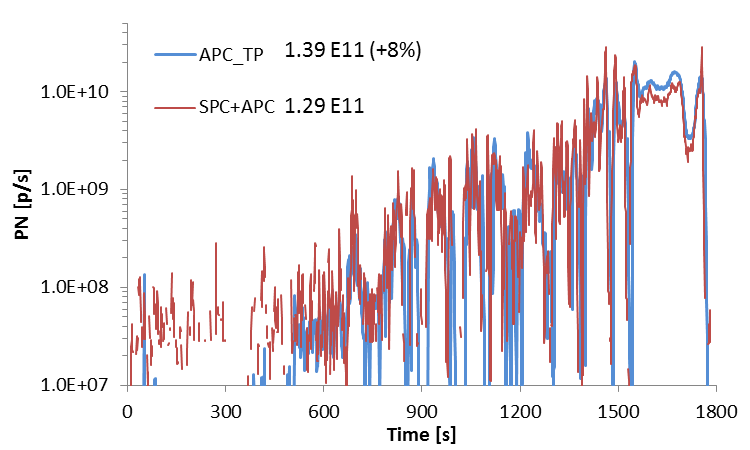 APC_TP 1.39 E11 (+8%)
SPC+APC 1.29 E11
PN [p/s]
1.0E+10
1.0E+09
1.0E+08
1.0E+07
0 300 600 900 1200 1500 1800
Time [s]